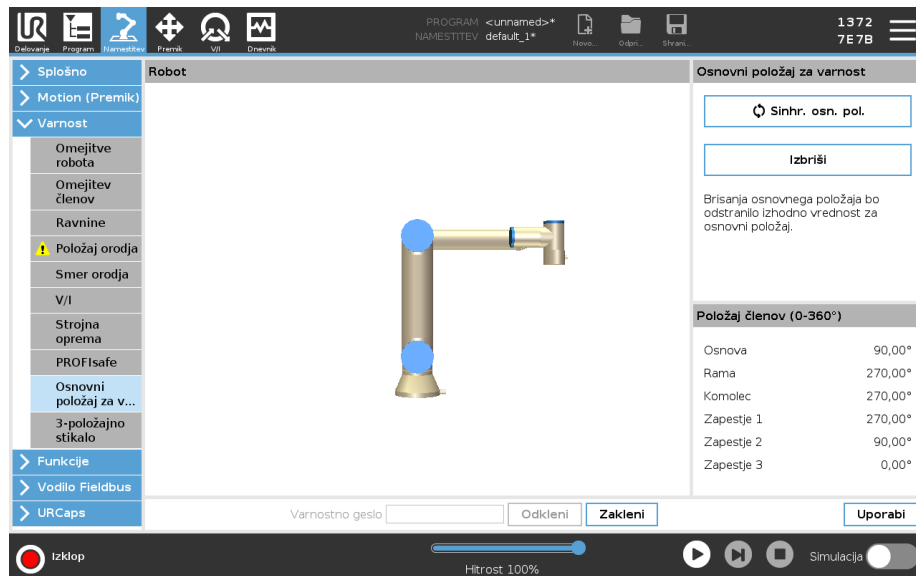 PROGRAM <unnamed>*
NAMESTITEV default_1*
1372
7E7B
Delovanje Program Namestitev Premik V/I Dnevnik Novo... Odpri... Shrani...
Splošno
Motion (Premik)
Varnost
Omejitve
robota
Omejitev
členov
Ravnine
Položaj orodja
Smer orodja
V/I
Strojna
oprema
PROFIsafe
Osnovni
položaj za v...
3-položajno
stikalo
Funkcije
Vodilo Fieldbus
URCaps
Robot
Osnovni položaj za varnost
Sinhr. osn. pol.
Izbriši
Brisanja osnovnega položaja bo
odstranilo izhodno vrednost za
osnovni položaj.
Položaj členov (0-360°)
Osnova 90,00°
Rama 270,00°
Komolec 270,00°
Zapestje 1 270,00°
Zapestje 2 90,00°
Zapestje 3 0,00°
Varnostno geslo Odkleni Zakleni Uporabi
Izklop
Hitrost 100%
Simulacija